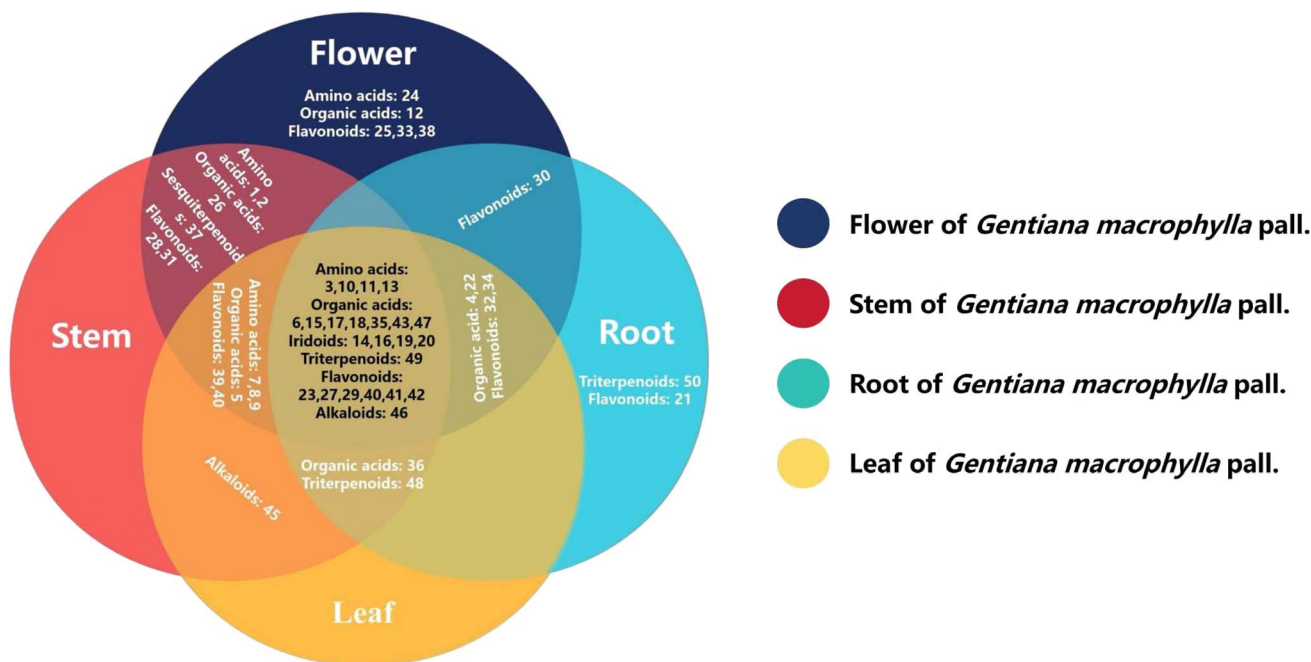 Flower
Amino acids: 24
Organic acids: 12
Flavonoids: 25,33,38
Amino
acids: 1,2
Organic acids:
26
Sesquiterpenoid
s: 37
Flavonoids:
28,31
Flavonoids: 30
Stem
Amino acids: 7,8,9
Organic acids: 5
Flavonoids: 39,40
Amino acids:
3,10,11,13
Organic acids:
6,15,17,18,35,43,47
Iridoids: 14,16,19,20
Triterpenoids: 49
Flavonoids:
23,27,29,40,41,42
Alkaloids: 46
Organic acid: 4,22
Flavonoids: 32,34
Root
Triterpenoids: 50
Flavonoids: 21
Alkaloids: 45
Organic acids: 36
Triterpenoids: 48
Leaf
Flower of Gentiana macrophylla pall.
Stem of Gentiana macrophylla pall.
Root of Gentiana macrophylla pall.
Leaf of Gentiana macrophylla pall.